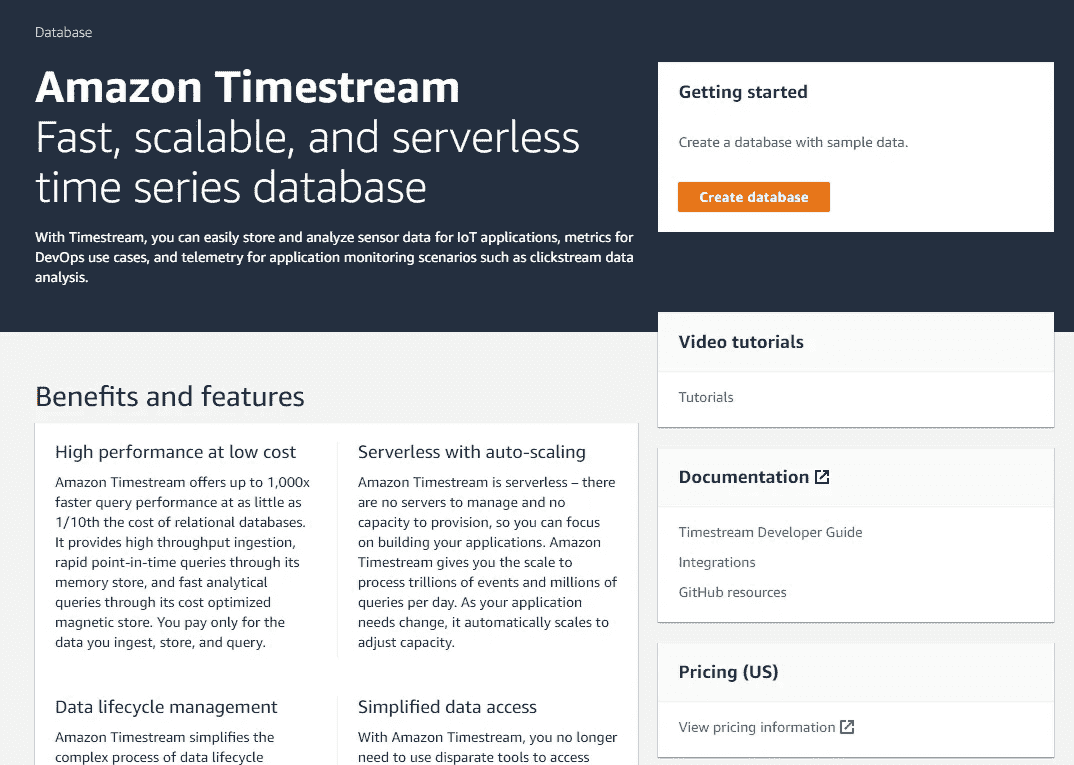 Database
Amazon Timestream
Fast, scalable, and serverless
time series database
With Timestream, you can easily store and analyze sensor data for IoT applications, metrics for
DevOps use cases, and telemetry for application monitoring scenarios such as clickstream data
analysis.
Getting started
Create a database with sample data.
Create database
Benefits and features
High performance at low cost
Amazon Timestream offers up to 1,000x
faster query performance at as little as
1/10th the cost of relational databases.
It provides high throughput ingestion,
rapid point-in-time queries through its
memory store, and fast analytical
queries through its cost optimized
magnetic store. You pay only for the
data you ingest, store, and query.
Serverless with auto-scaling
Amazon Timestream is serverless – there
are no servers to manage and no
capacity to provision, so you can focus
on building your applications. Amazon
Timestream gives you the scale to
process trillions of events and millions of
queries per day. As your application
needs change, it automatically scales to
adjust capacity.
Data lifecycle management
Amazon Timestream simplifies the
complex process of data lifecycle
Simplified data access
With Amazon Timestream, you no longer
need to use disparate tools to access
Video tutorials
Tutorials
Documentation
Timestream Developer Guide
Integrations
GitHub resources
Pricing (US)
View pricing information